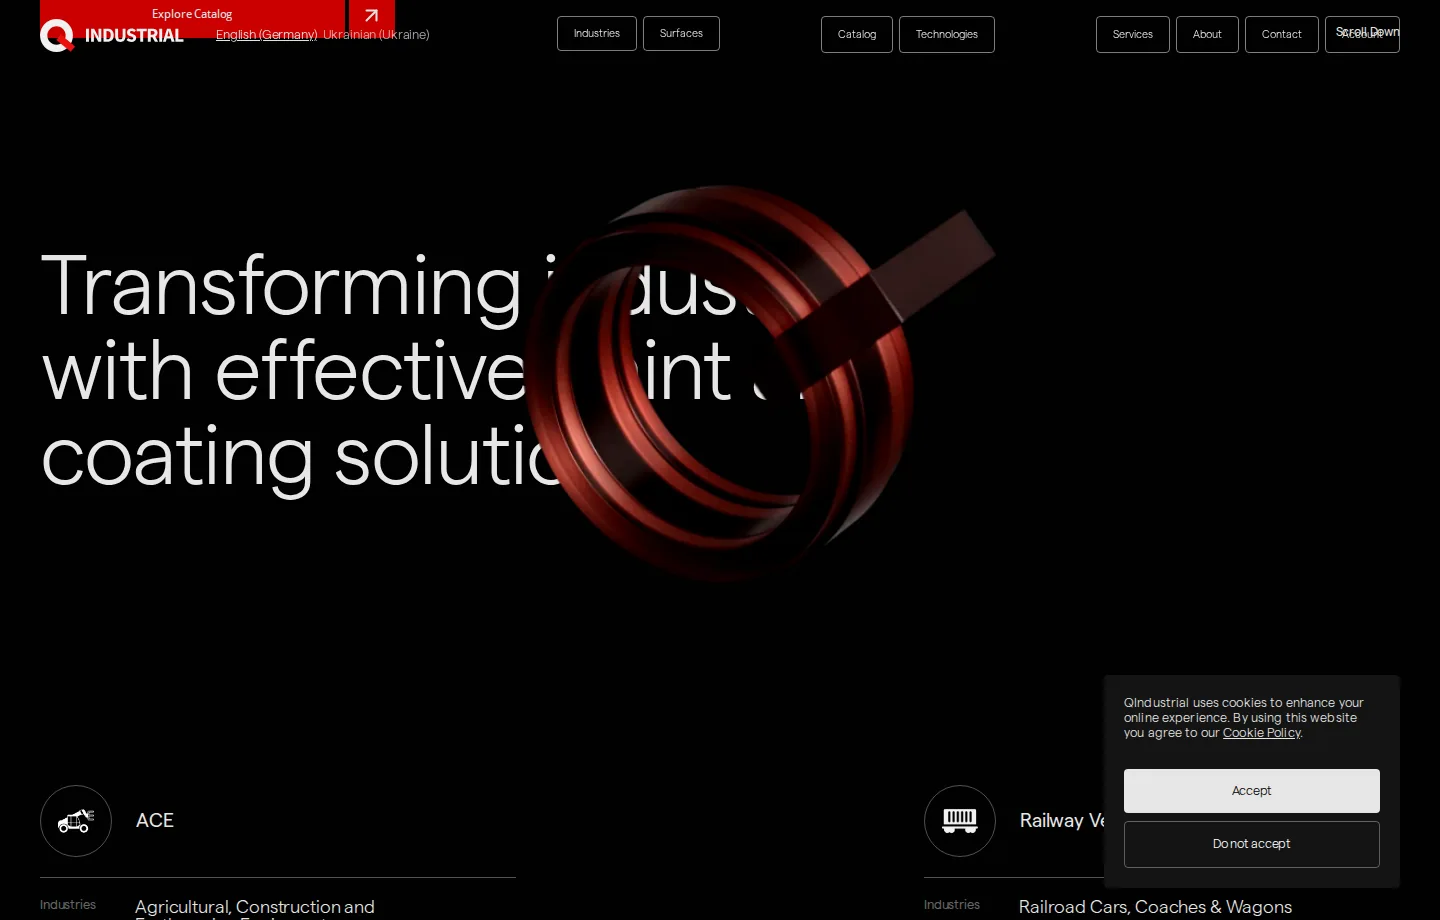 Explore Catalog
INDUSTRIAL
English (Germany) Ukrainian (Ukraine)
Industries
Surfaces
Catalog
Technologies
Services
About
Contact
Account
Scroll Down
Transforming
with effective
coating
QIndustrial uses cookies to enhance your
online experience. By using this website
you agree to our Cookie Policy.
Accept
Do not accept
ACE
Railway
Industries
Agricultural, Construction and
Industries
Railroad Cars, Coaches & Wagons